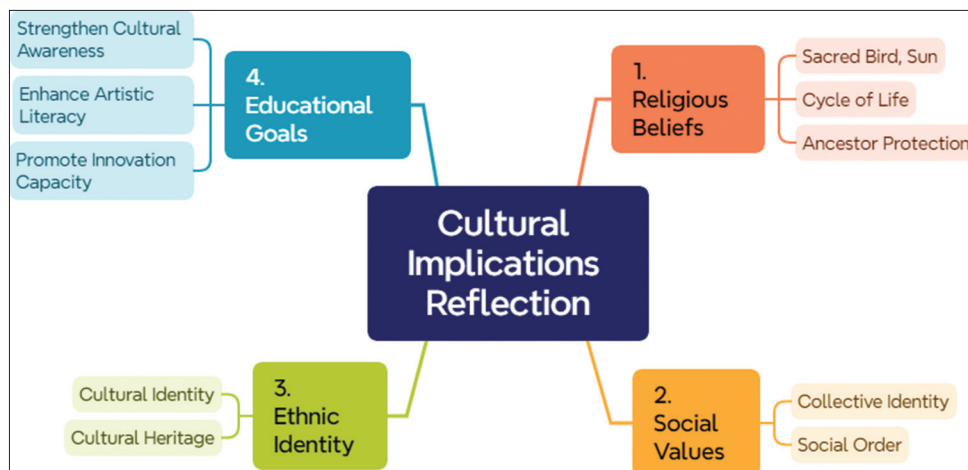 Cultural
Implications
Reflection
1.
Religious
Beliefs
Sacred Bird, Sun
Cycle of Life
Ancestor Protection
2.
Social
Values
Collective Identity
Social Order
3.
Ethnic
Identity
Cultural Identity
Cultural Heritage
4.
Educational
Goals
Strengthen Cultural
Awareness
Enhance Artistic
Literacy
Promote Innovation
Capacity